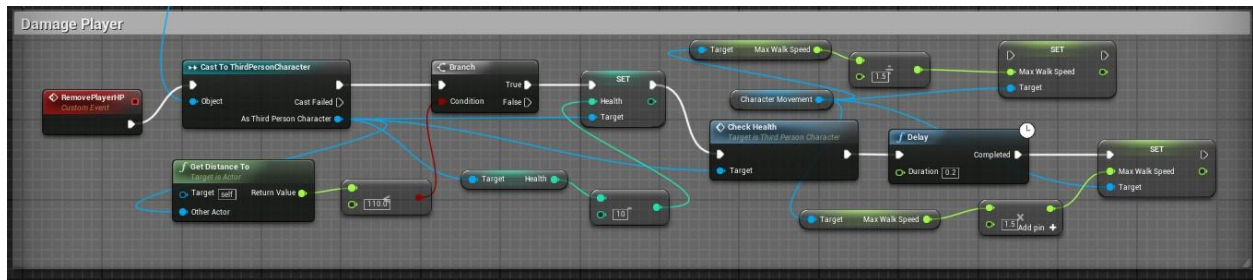 Damage Player
RemovePlayerHP
Custom Event
Cast To ThirdPersonCharacter
Object
Cast Failed
As Third Person Character
Branch
True
Condition
False
SET
Health
Target
Get Distance To
Target is Actor
Target self
Return Value
Other Actor
110.0
Target
Health
10
Target
Max Walk Speed
1.5
÷
SET
Max Walk Speed
Target
Character Movement
Check Health
Target is Third Person Character
Target
Delay
Completed
Duration 0.2
SET
Max Walk Speed
Target
Target
Max Walk Speed
×
1.5
Add pin +